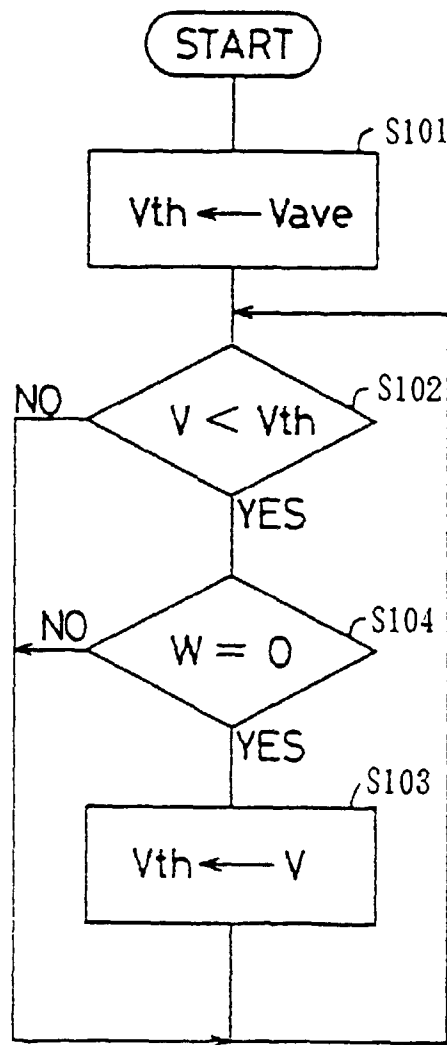 START
S101
Vth ← Vave
S102
V < Vth
NO
YES
S104
W = 0
NO
YES
S103
Vth ← V